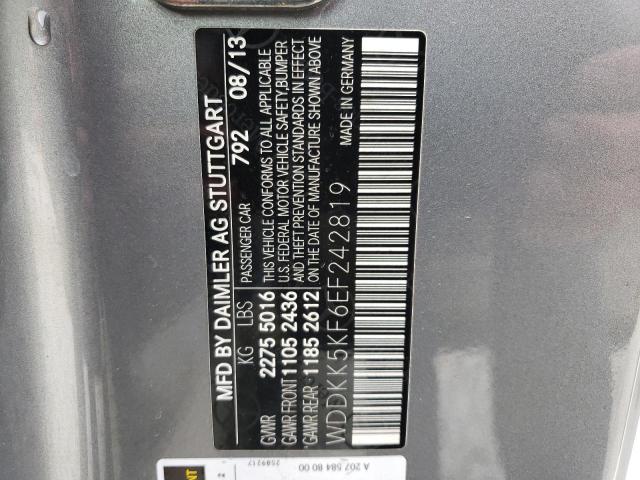 MFD BY DAIMLER AG STUTTGART
KG LBS PASSENGER CAR 792 08/13
GVWR 2275 5016 THIS VEHICLE CONFORMS TO ALL APPLICABLE
GAWR FRONT 1105 2436 U.S. FEDERAL MOTOR VEHICLE SAFETY,BUMPER
AND THEFT PREVENTION STANDARDS IN EFFECT
GAWR REAR 1185 2612 ON THE DATE OF MANUFACTURE SHOWN ABOVE
WDDKK5KF6EF242819 MADE IN GERMANY
A 207 584 80 00
2589217